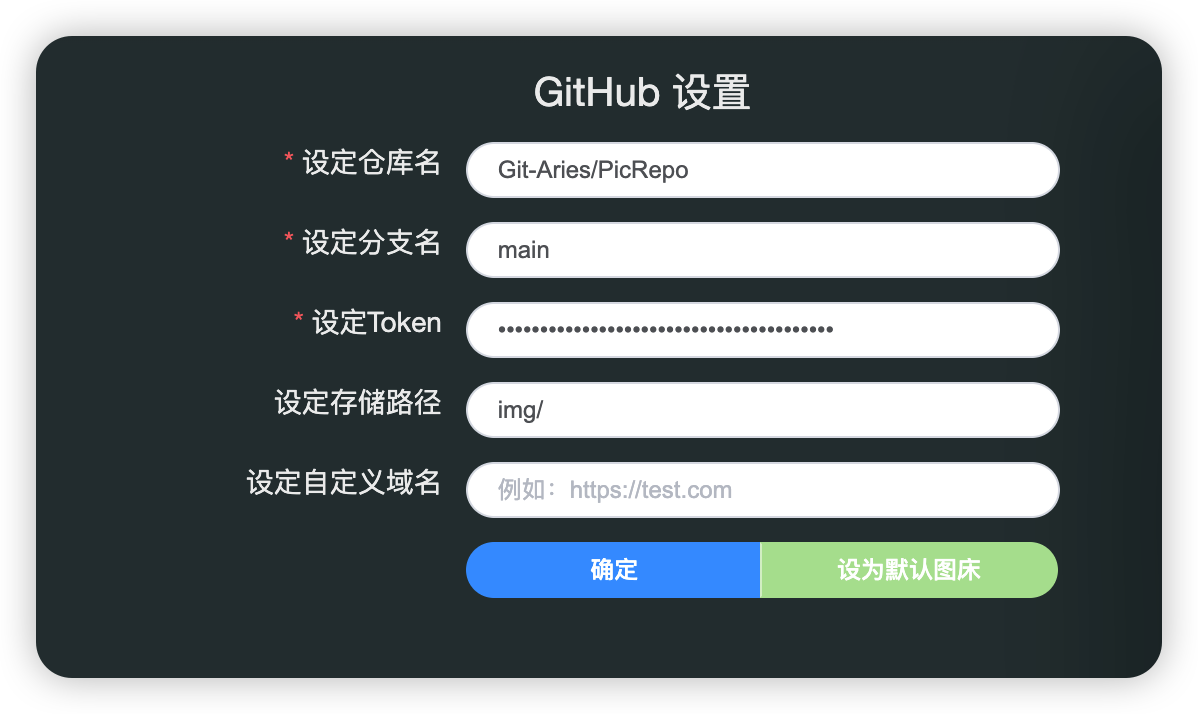 GitHub 设置
* 设定仓库名 Git-Aries/PicRepo
* 设定分支名 main
* 设定Token ••••••••••••••••••••••••••••••••••••••••
设定存储路径 img/
设定自定义域名 例如：https://test.com
确定 设为默认图床